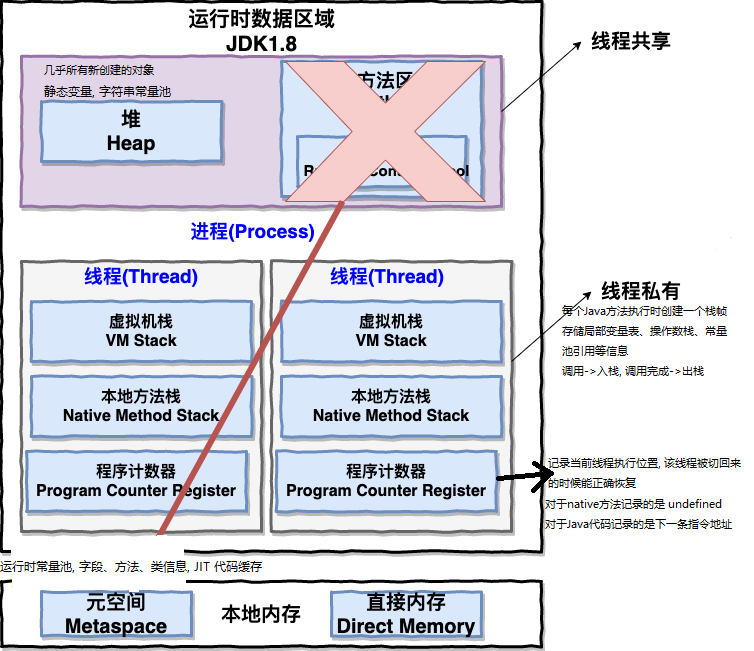 运行时数据区域
JDK1.8
线程共享
几乎所有新创建的对象
静态变量, 字符串常量池
堆
Heap
方法区
进程(Process)
线程(Thread)
线程(Thread)
虚拟机栈
VM Stack
虚拟机栈
VM Stack
本地方法栈
Native Method Stack
本地方法栈
Native Method Stack
程序计数器
Program Counter Register
程序计数器
Program Counter Register
线程私有
每个Java方法执行时创建一个栈帧
存储局部变量表、操作数栈、常量
池引用等信息
调用->入栈, 调用完成->出栈
记录当前线程执行位置, 该线程被切回来
的时候能正确恢复
对于native方法记录的是 undefined
对于Java代码记录的是下一条指令地址
运行时常量池, 字段、方法、类信息, JIT 代码缓存
元空间
Metaspace
本地内存
直接内存
Direct Memory